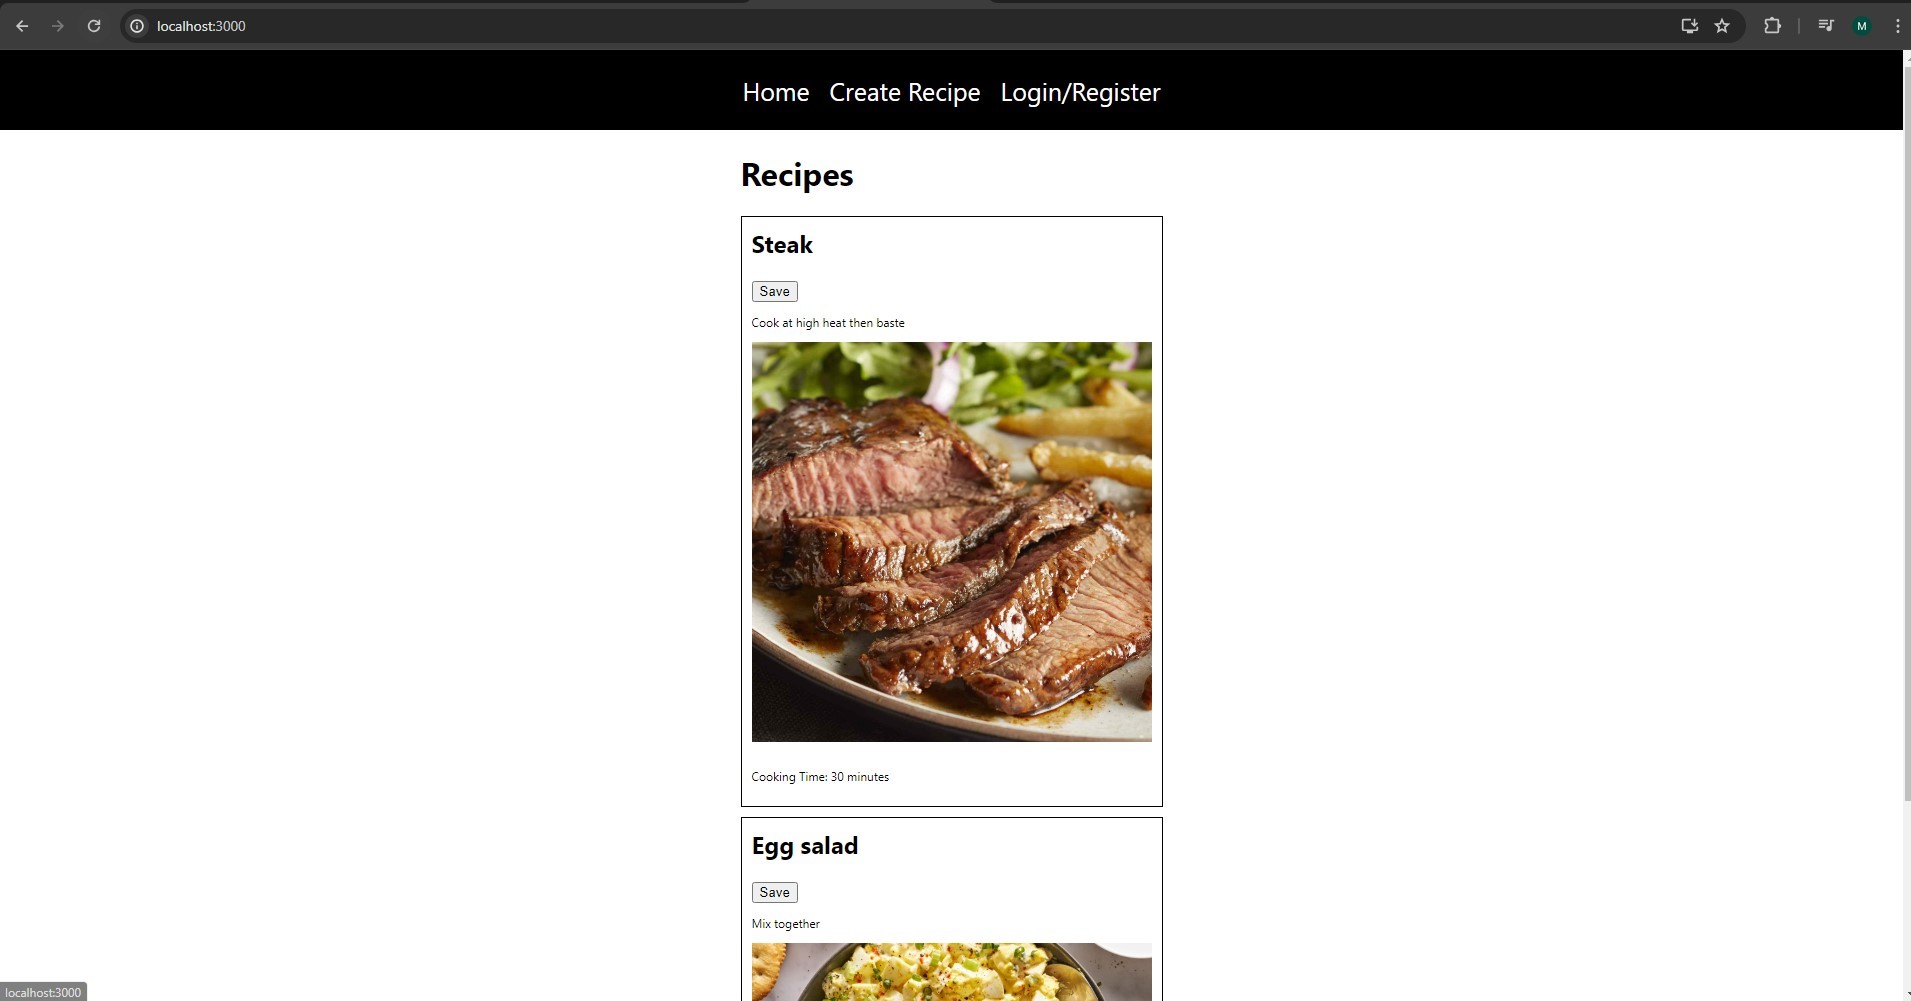 localhost:3000
M
Home Create Recipe Login/Register
Recipes
Steak
Save
Cook at high heat then baste
Cooking Time: 30 minutes
Egg salad
Save
Mix together
localhost:3000